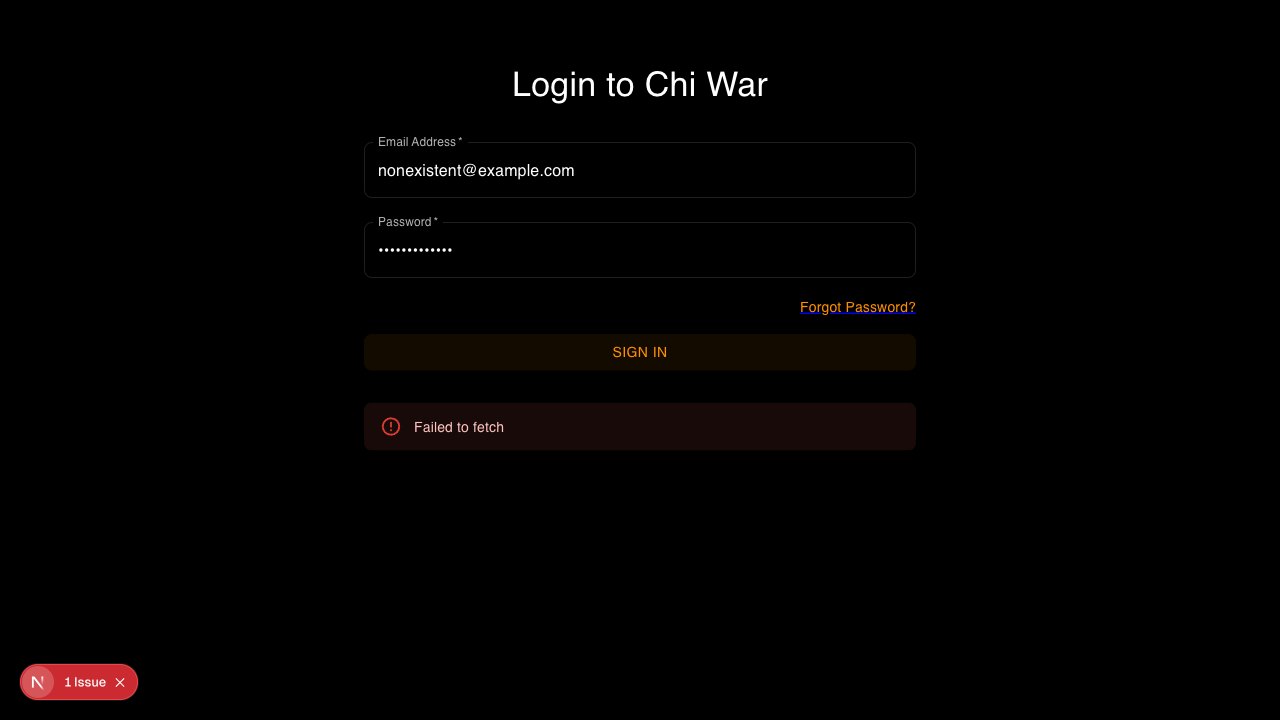 Login to Chi War
Email Address *
nonexistent@example.com
Password *
•••••••••••••
Forgot Password?
SIGN IN
Failed to fetch
N 1 Issue